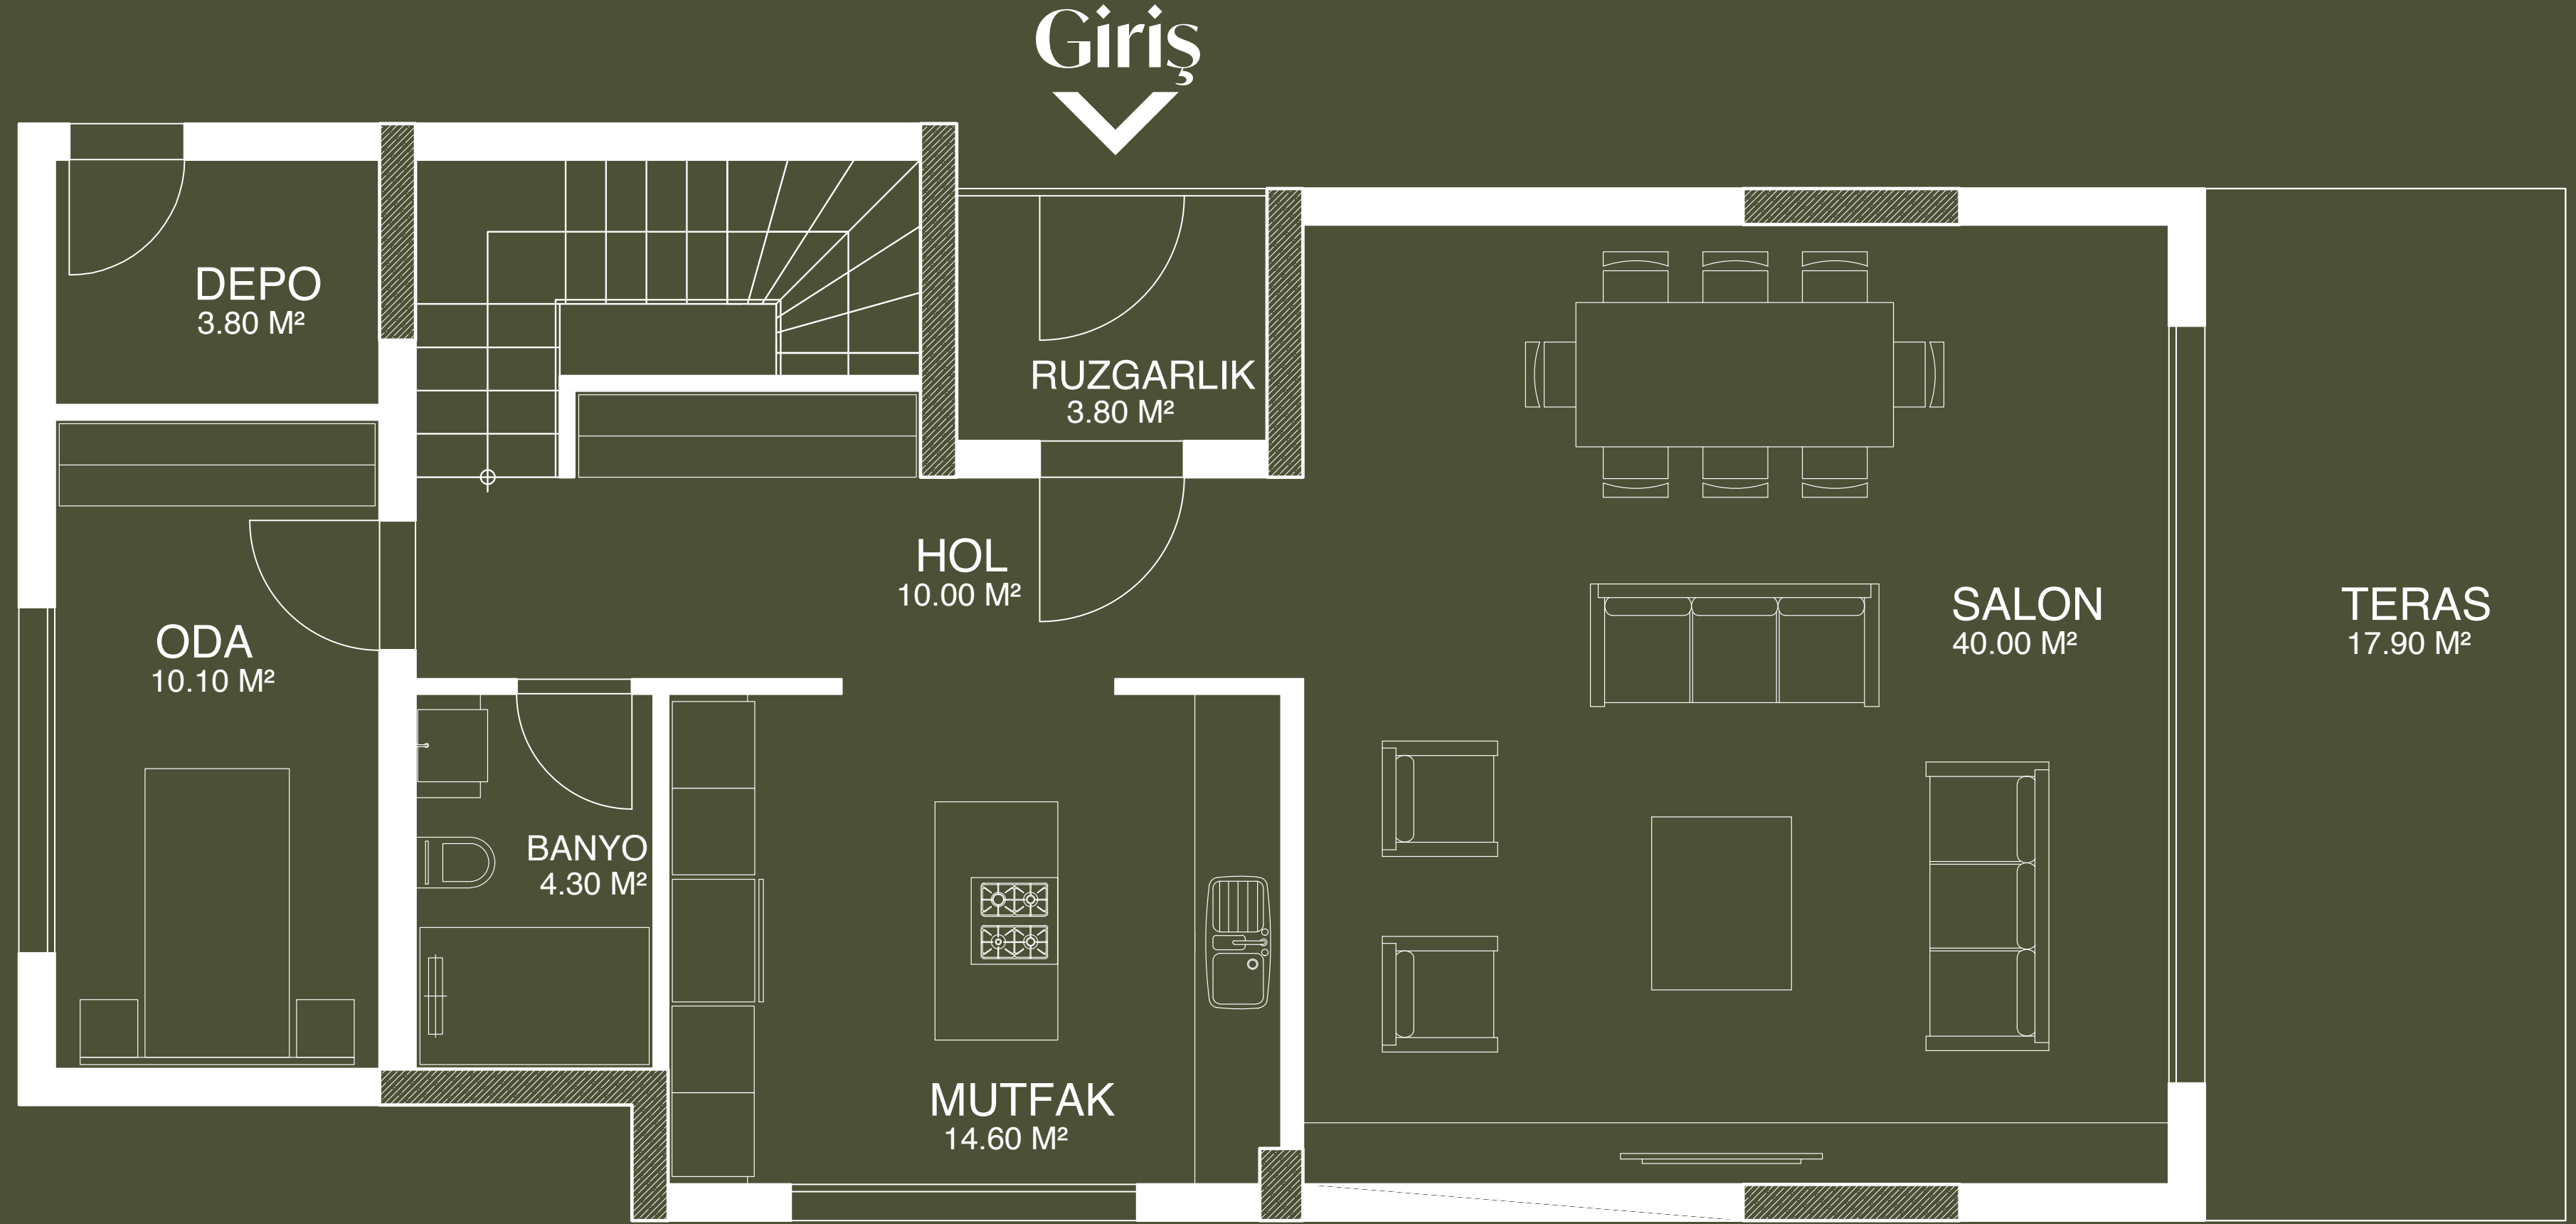 Giriş
DEPO
3.80 M²
RUZGARLIK
3.80 M²
HOL
10.00 M²
SALON
40.00 M²
TERAS
17.90 M²
ODA
10.10 M²
BANYO
4.30 M²
MUTFAK
14.60 M²